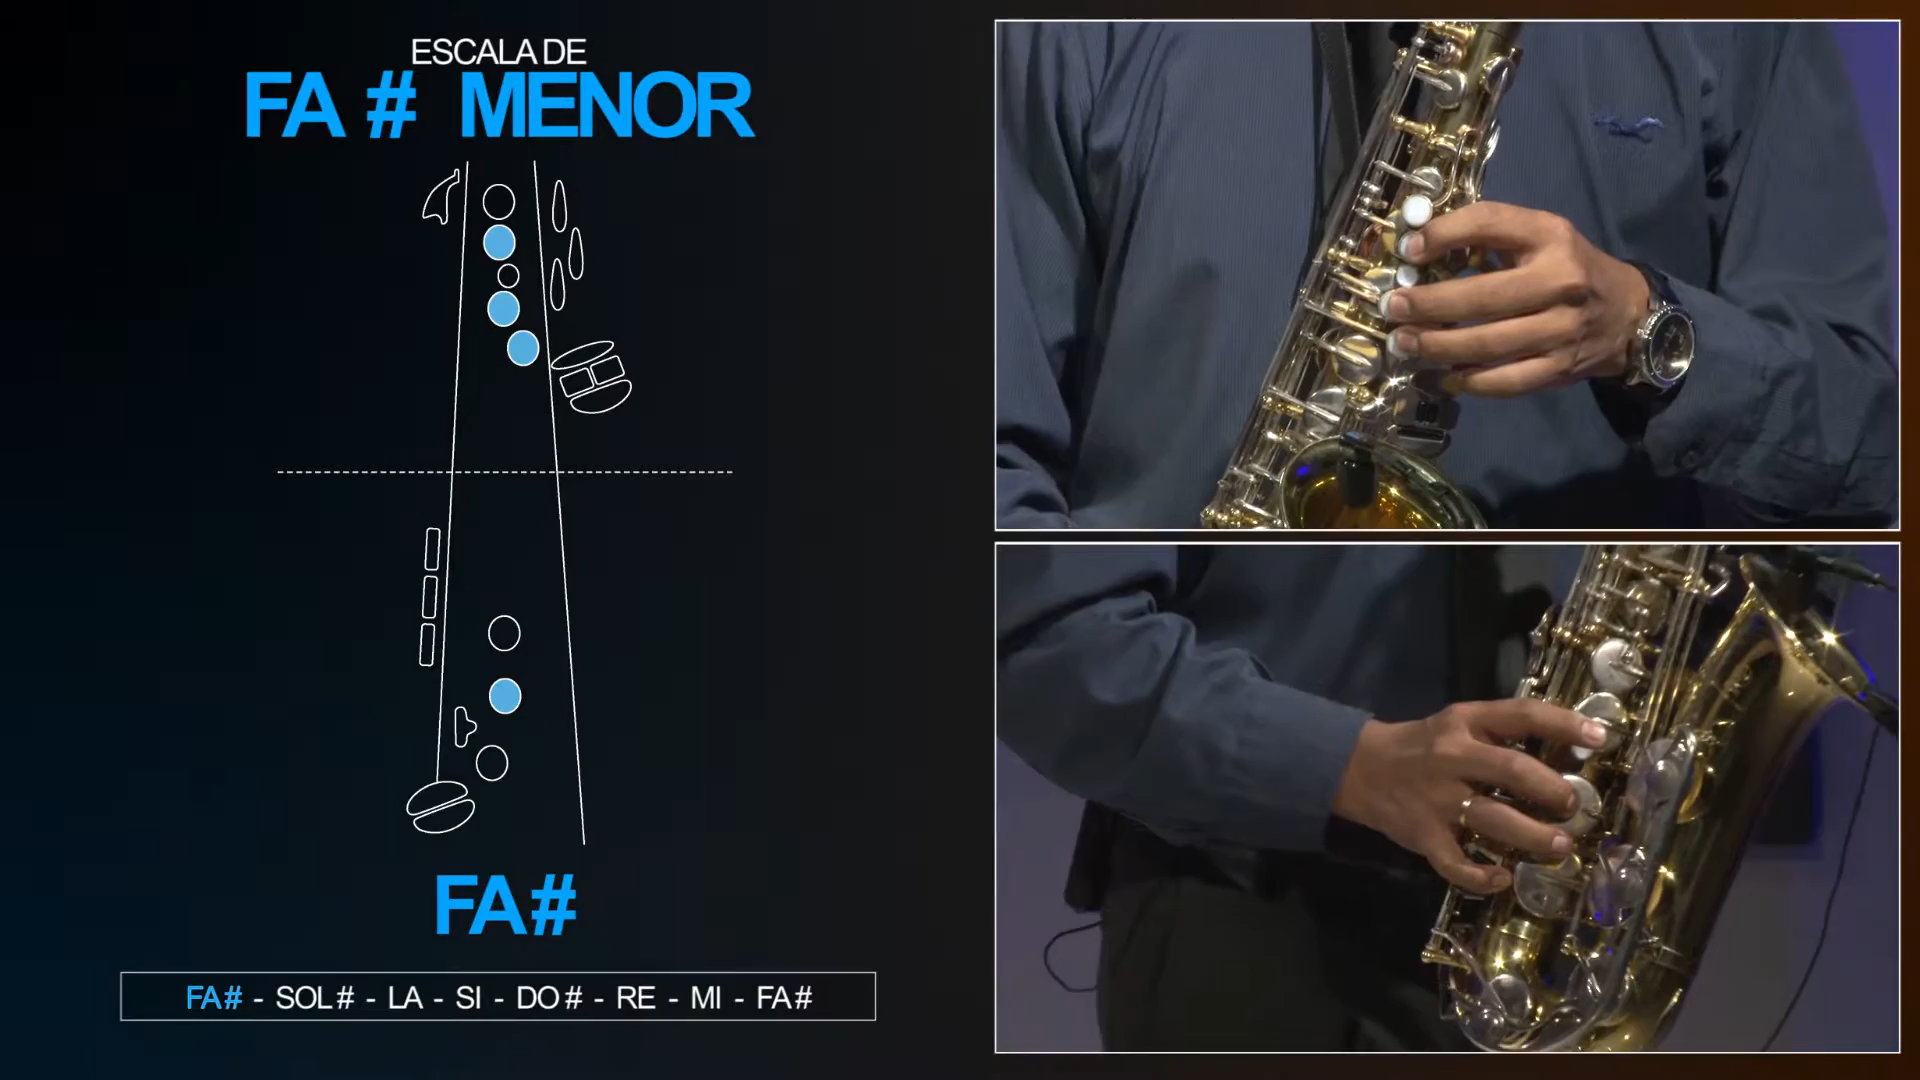 ESCALA DE
FA # MENOR
FA#
FA# - SOL# - LA - SI - DO# - RE - MI - FA#